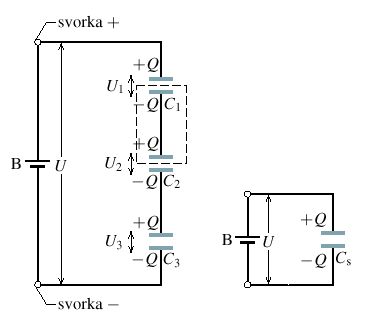 svorka +
+Q
U₁
−Q C₁
+Q
B U U₂
−Q C₂
+Q
U₃
−Q C₃
svorka −
+Q
B U
−Q Cₛ